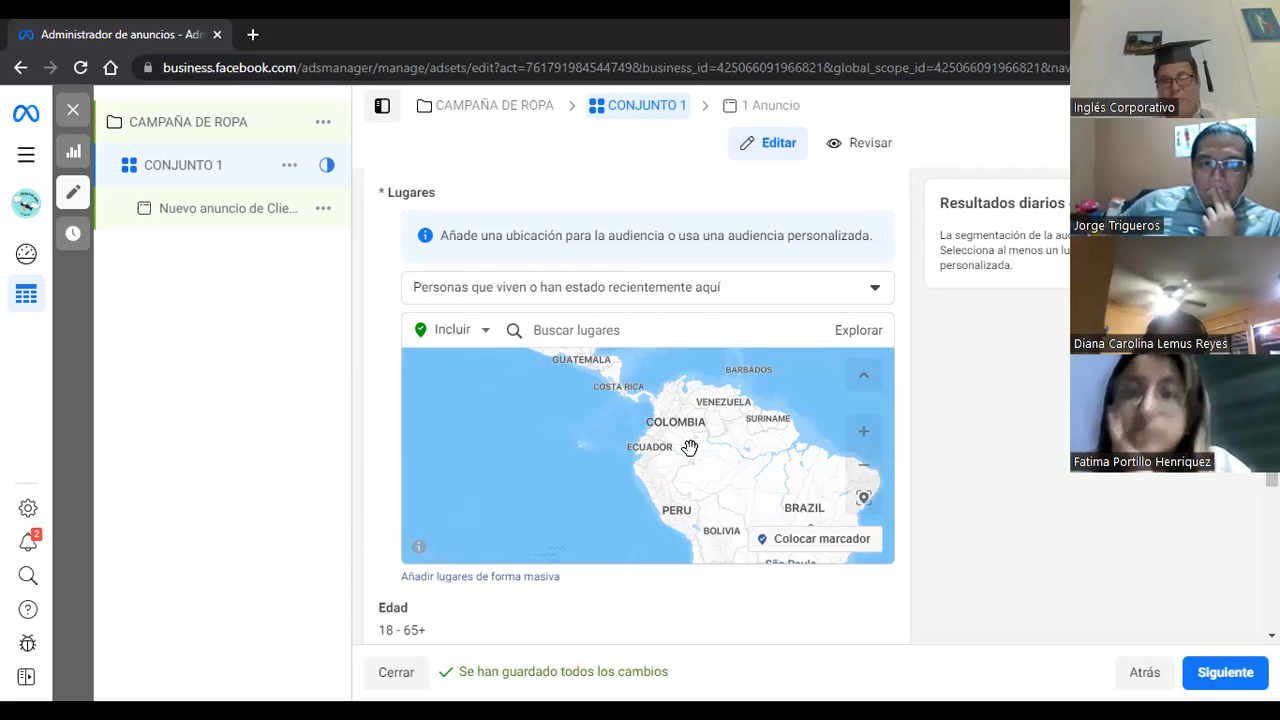 Administrador de anuncios - Adr
business.facebook.com/adsmanager/manage/adsets/edit?act=761791984544749&business_id=425066091966821&global_scope_id=425066091966821&nav
CAMPAÑA DE ROPA
CONJUNTO 1
Nuevo anuncio de Clie...
CAMPAÑA DE ROPA
CONJUNTO 1
1 Anuncio
Editar
Revisar
* Lugares
Añade una ubicación para la audiencia o usa una audiencia personalizada.
Personas que viven o han estado recientemente aquí
Incluir
Buscar lugares
Explorar
GUATEMALA
BARBADOS
COSTA RICA
VENEZUELA
COLOMBIA
SURINAME
ECUADOR
PERU
BRAZIL
BOLIVIA
Colocar marcador
São Paulo
Añadir lugares de forma masiva
Edad
18 - 65+
Resultados diarios
La segmentación de la au
Selecciona al menos un lu
personalizada.
Cerrar
Se han guardado todos los cambios
Atrás
Siguiente
2
Inglés Corporativo
Jorge Trigueros
Diana Carolina Lemus Reyes
Fatima Portillo Henriquez